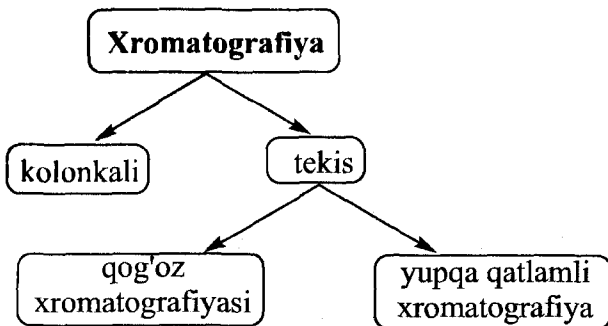 Xromatografiya
kolonkali
tekis
qog'oz
xromatografiyasi
yupqa qatlamli
xromatografiya